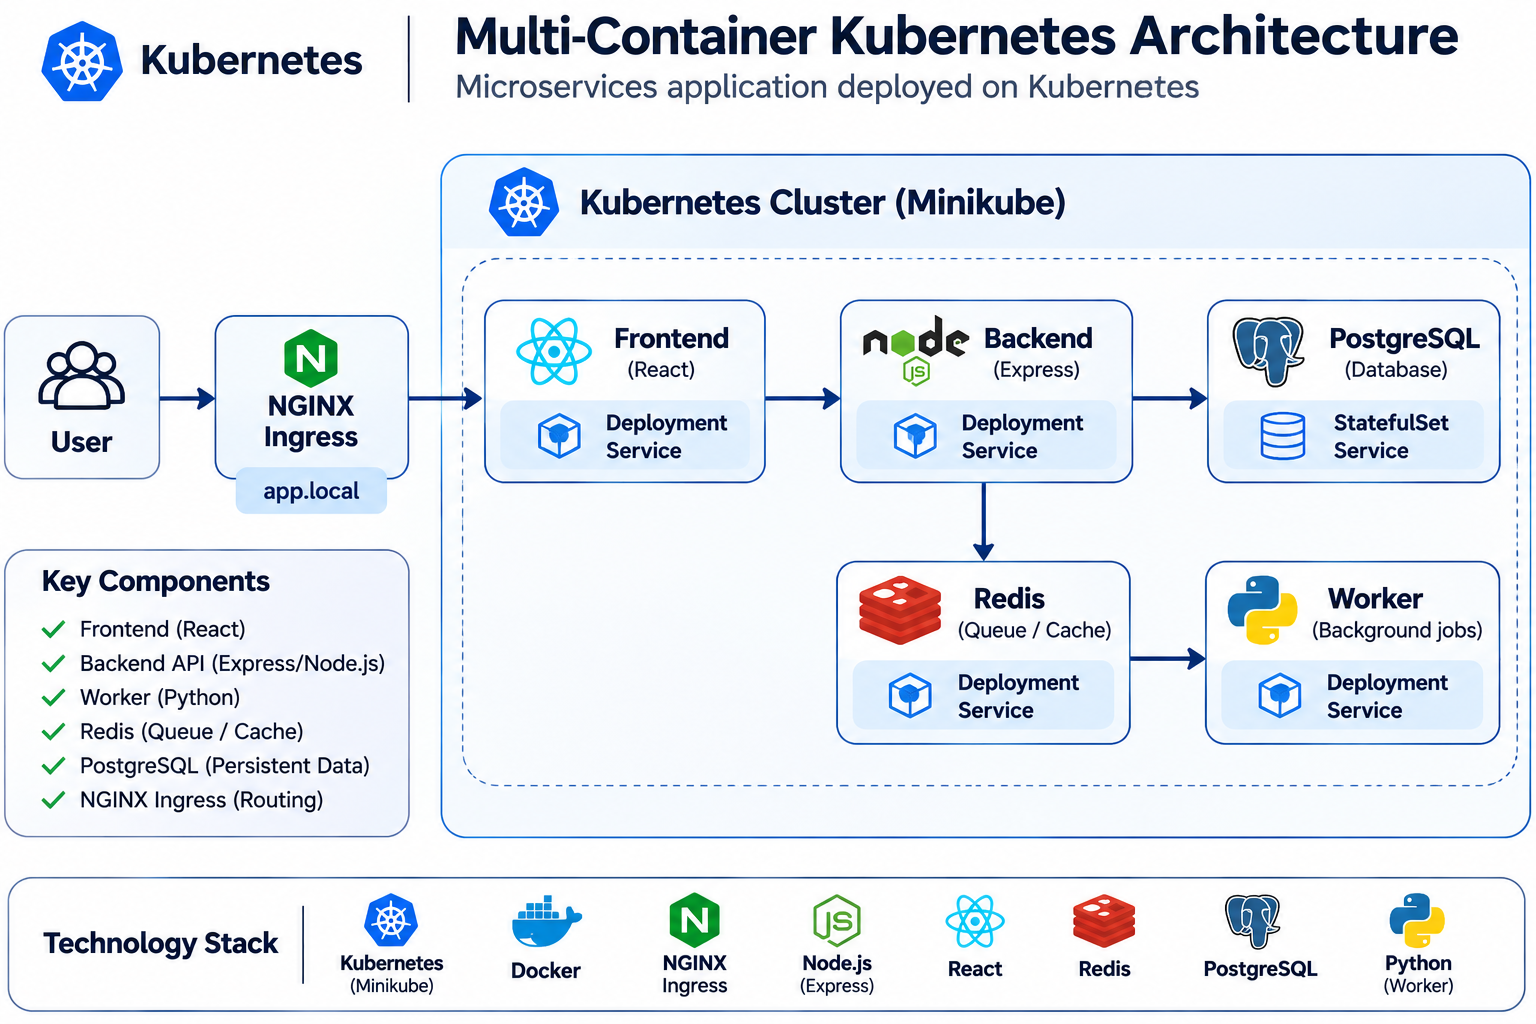 Kubernetes
Multi-Container Kubernetes Architecture
Microservices application deployed on Kubernetes
Kubernetes Cluster (Minikube)
User
N
NGINX
Ingress
app.local
Frontend
(React)
Deployment
Service
node
JS
Backend
(Express)
Deployment
Service
PostgreSQL
(Database)
StatefulSet
Service
Redis
(Queue / Cache)
Deployment
Service
Worker
(Background jobs)
Deployment
Service
Key Components
Frontend (React)
Backend API (Express/Node.js)
Worker (Python)
Redis (Queue / Cache)
PostgreSQL (Persistent Data)
NGINX Ingress (Routing)
Technology Stack
Kubernetes
(Minikube)
Docker
N
NGINX
Ingress
JS
Node.js
(Express)
React
Redis
PostgreSQL
Python
(Worker)